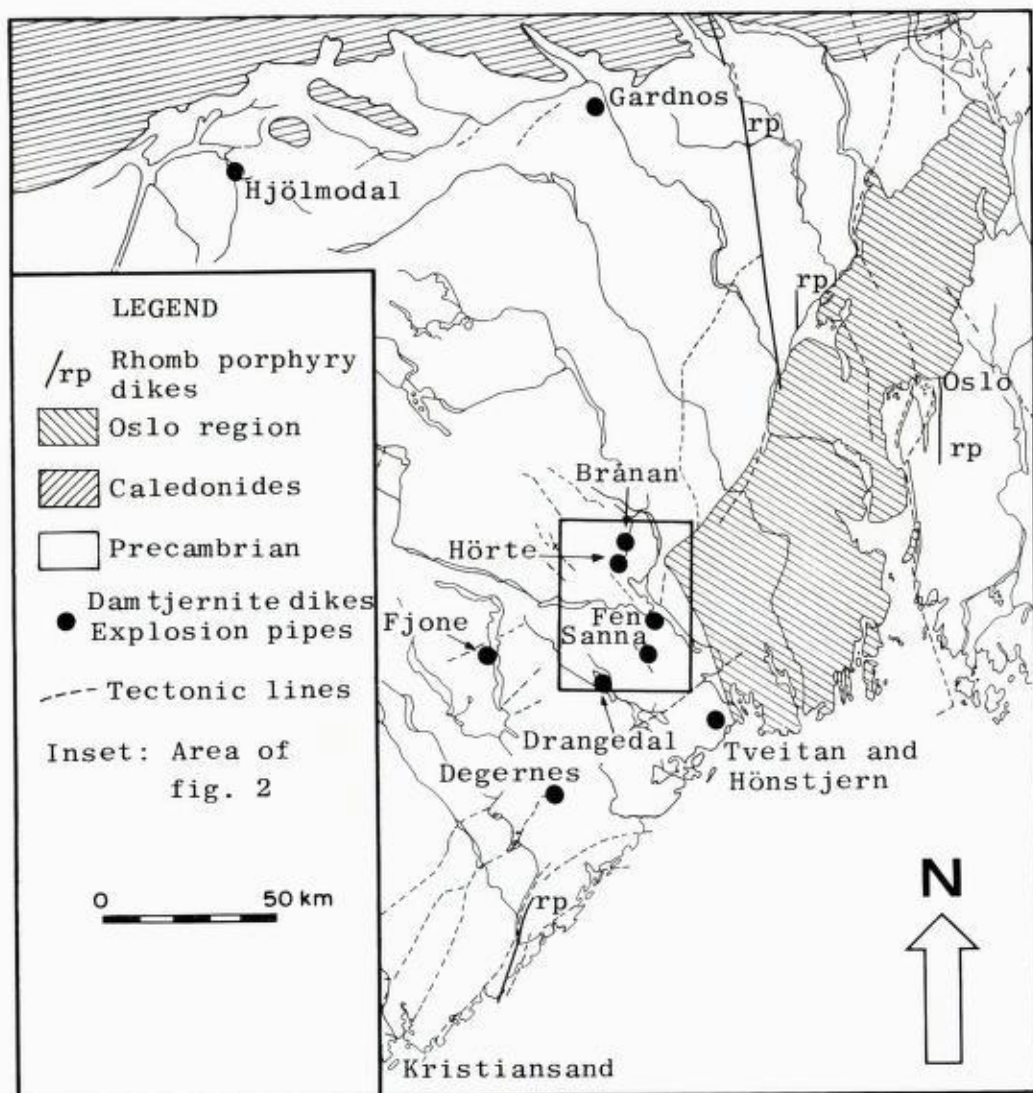 Gardnos
rp
Hjölmodal
rp
Oslo
rp
LEGEND
/rp Rhomb porphyry
dikes
Oslo region
Caledonides
Precambrian
Damtjernite dikes
Explosion pipes
Tectonic lines
Inset: Area of
fig. 2
0 50 km
Brånan
Hörte
Fen
Fjone
Sanna
Drangedal
Tveitan and
Hönstjern
Degernes
rp
N
Kristiansand